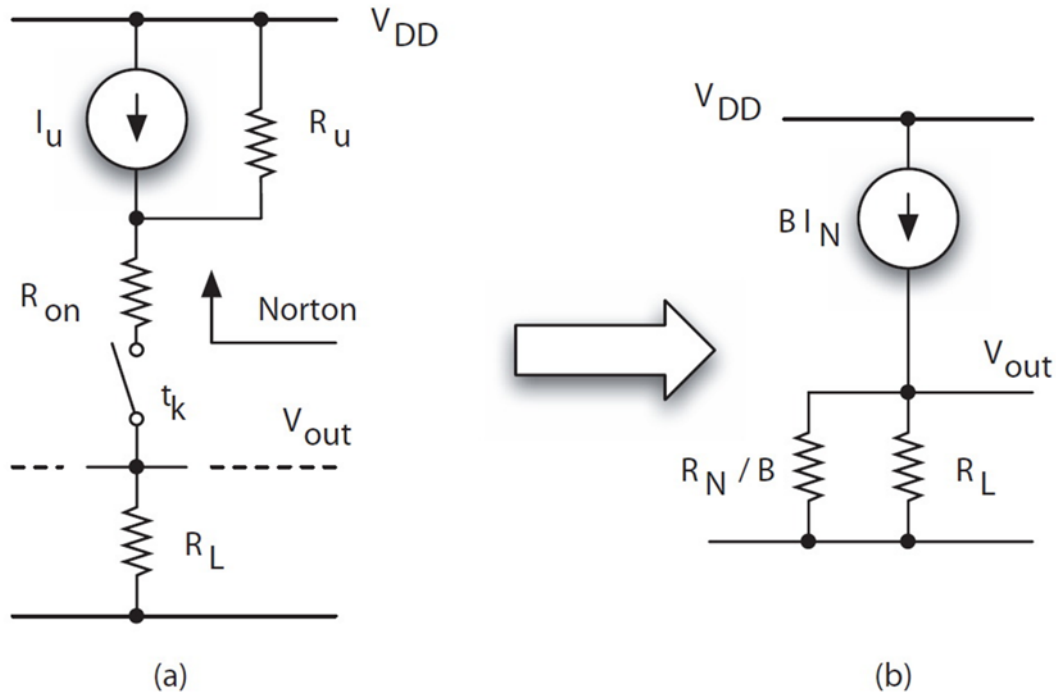 V_DD
I_u
R_u
R_on
Norton
t_k
V_out
R_L
(a)
V_DD
B I_N
V_out
R_N / B
R_L
(b)